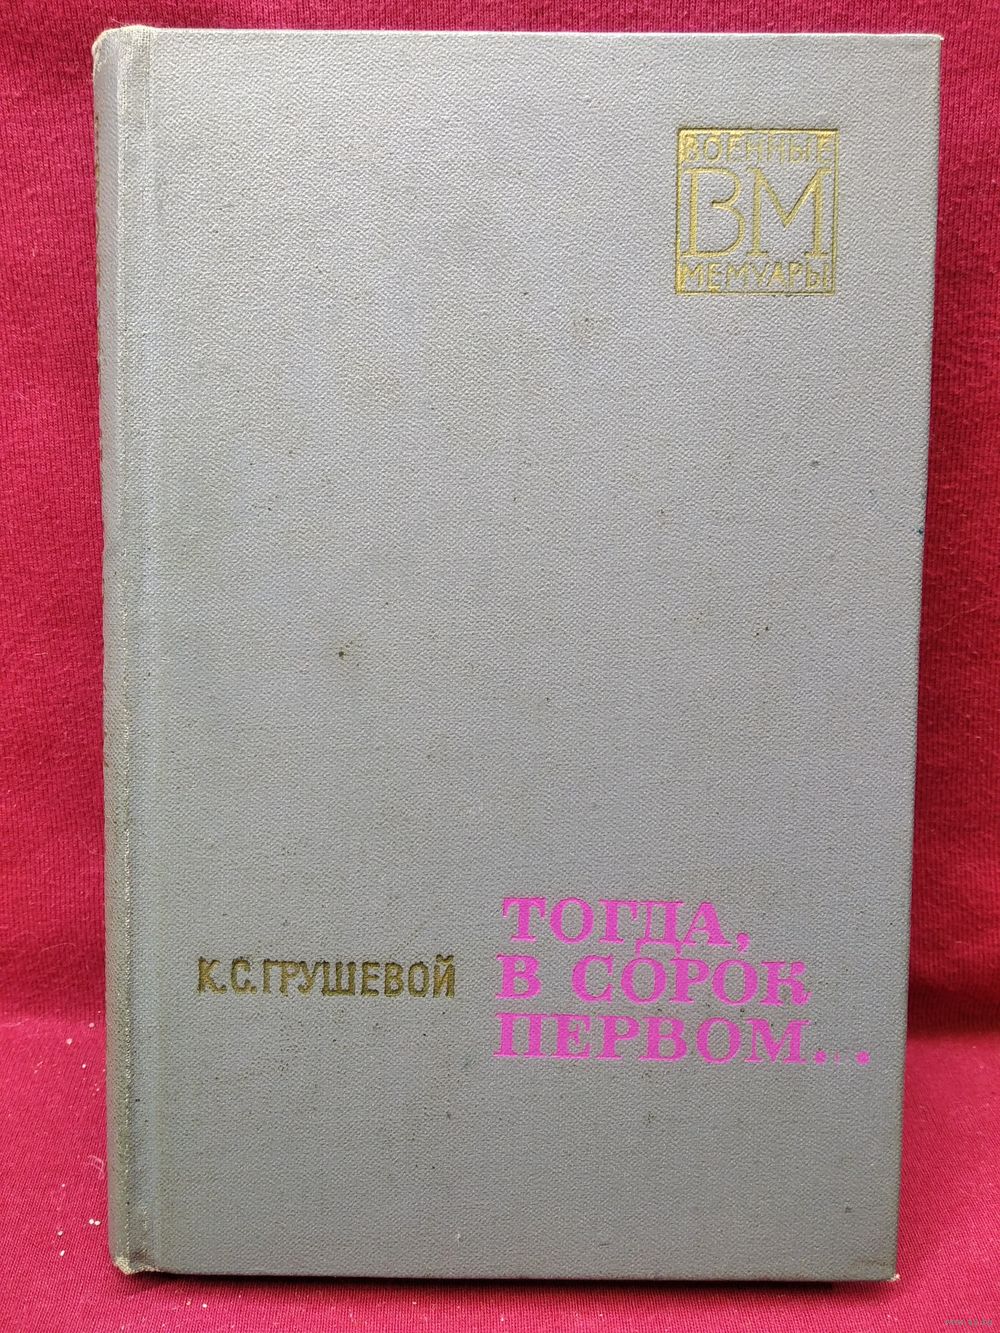 ВОЕННЫЕ
ВМ
МЕМУАРЫ
К.С.ГРУШЕВОЙ
ТОГДА,
В СОРОК
ПЕРВОМ...